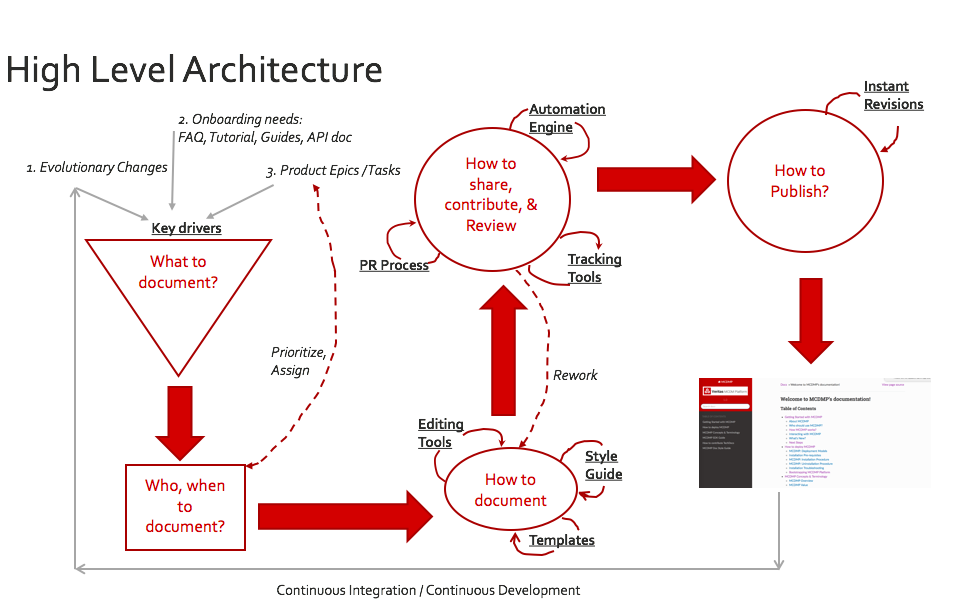 High Level Architecture
2. Onboarding needs:
FAQ, Tutorial, Guides, API doc
1. Evolutionary Changes
3. Product Epics /Tasks
Key drivers
What to
document?
Prioritize,
Assign
Who, when
to
document?
Automation
Engine
How to
share,
contribute, &
Review
PR Process
Tracking
Tools
Rework
Editing
Tools
How to
document
Style
Guide
Templates
Instant
Revisions
How to
Publish?
Welcome to MCDMP's documentation!
Table of Contents
Continuous Integration / Continuous Development